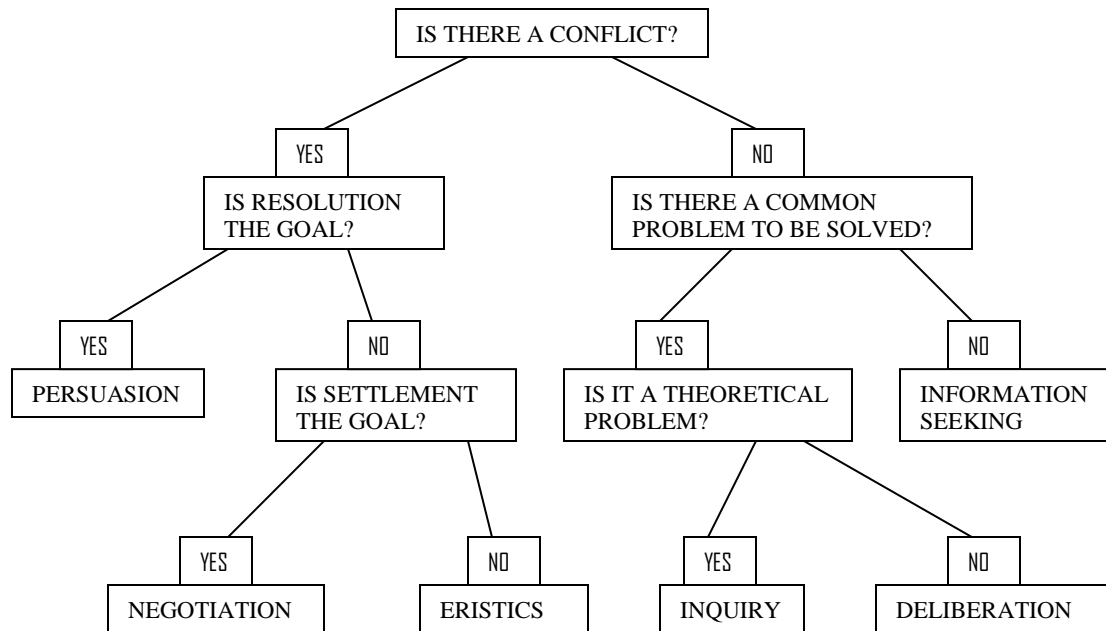 IS THERE A CONFLICT?
YES
NO
IS RESOLUTION
THE GOAL?
IS THERE A COMMON
PROBLEM TO BE SOLVED?
YES
NO
YES
NO
PERSUASION
IS SETTLEMENT
THE GOAL?
IS IT A THEORETICAL
PROBLEM?
INFORMATION
SEEKING
YES
NO
YES
NO
NEGOTIATION
ERISTICS
INQUIRY
DELIBERATION